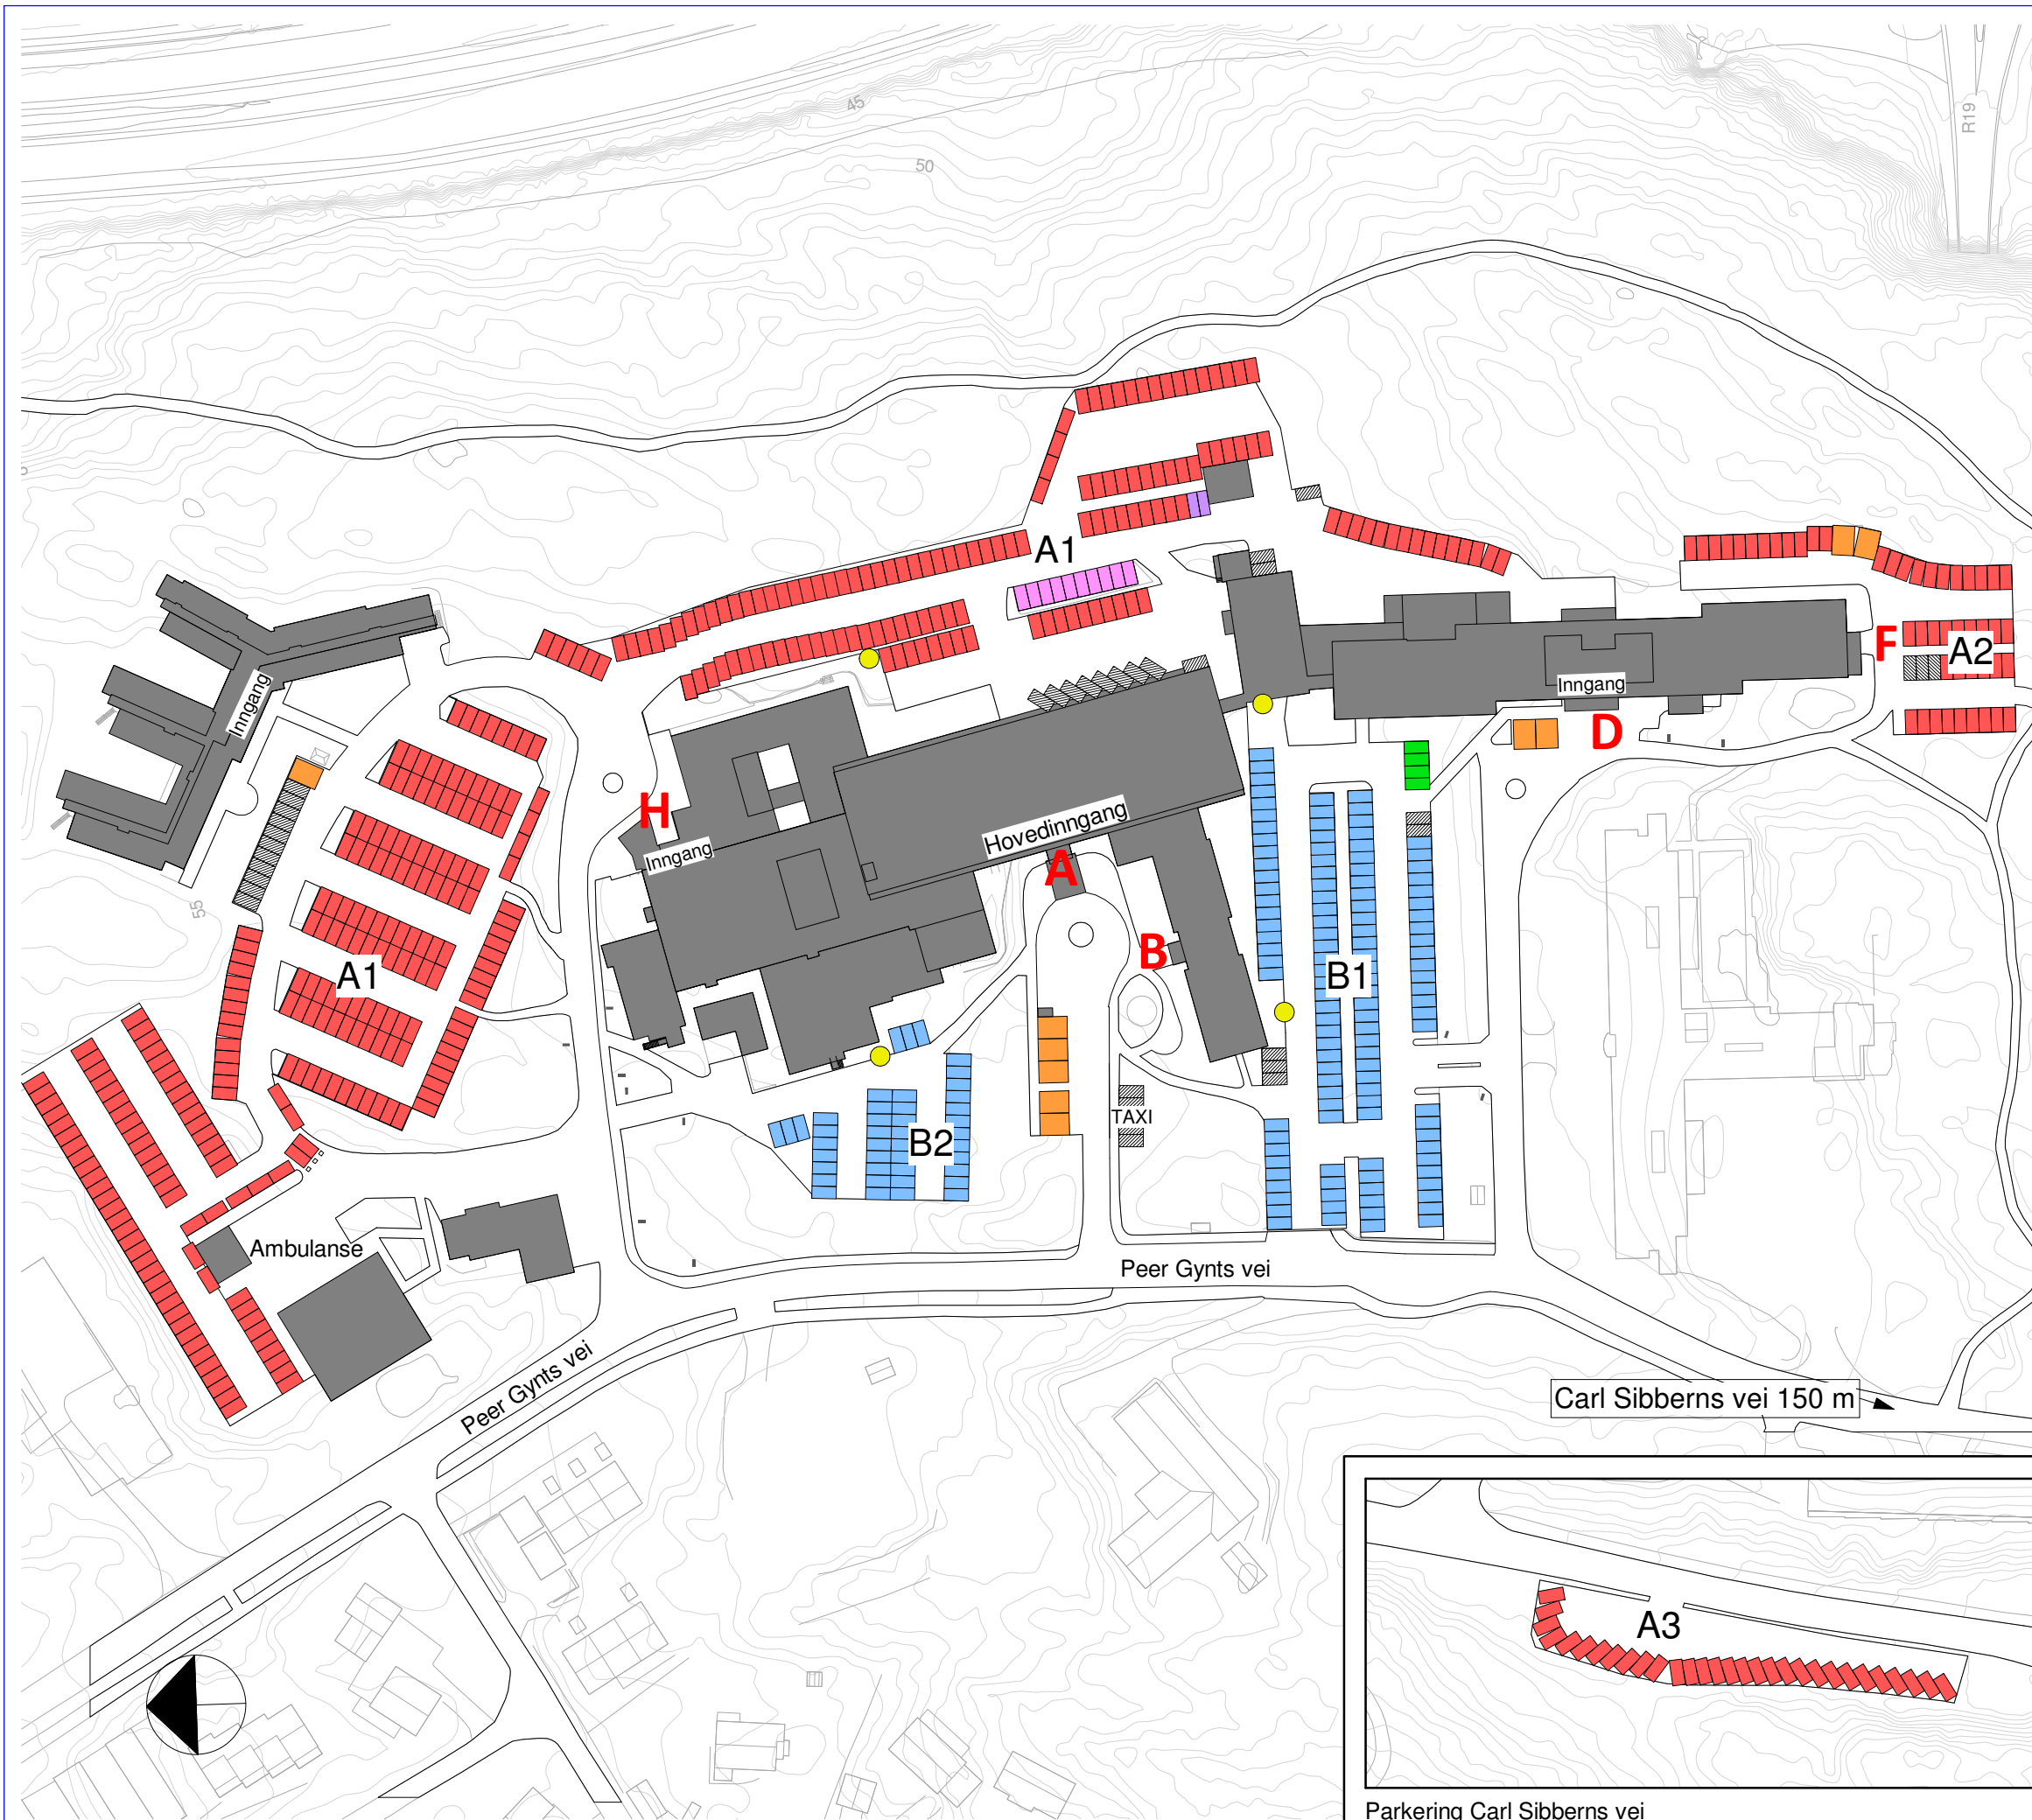 45
R19
50
A1
F
A2
Inngang
Inngang
D
H
Hovedinngang
Inngang
A
55
B
A1
B1
TAXI
B2
Ambulanse
Peer Gynts vei
Peer Gynts vei
Carl Sibberns vei 150 m
A3
Parkering Carl Sibberns vei